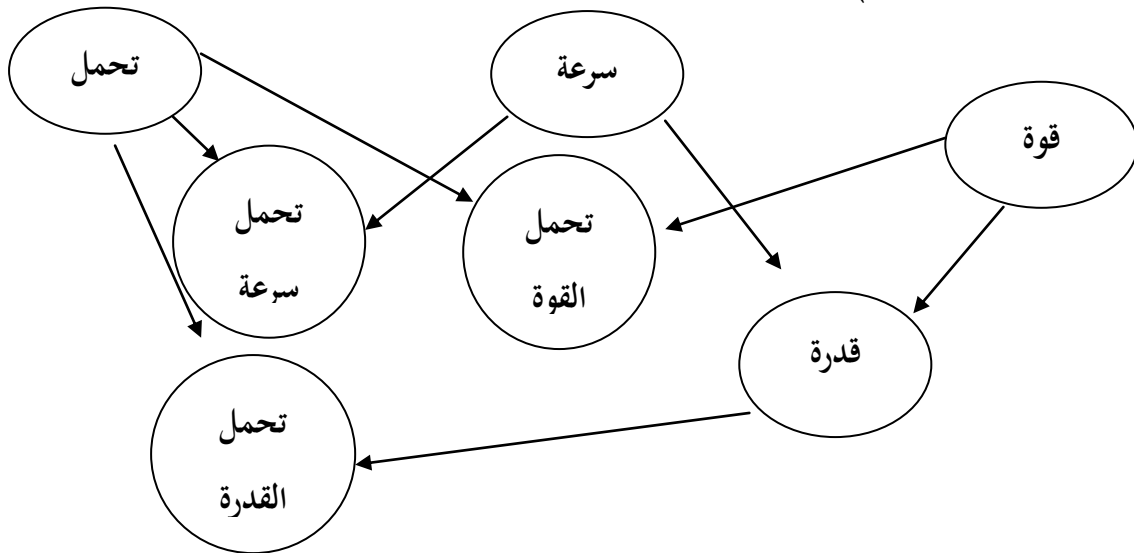 سرعة
تحمل
قوة
تحمل
القوة
تحمل
سرعة
قدرة
تحمل
القدرة